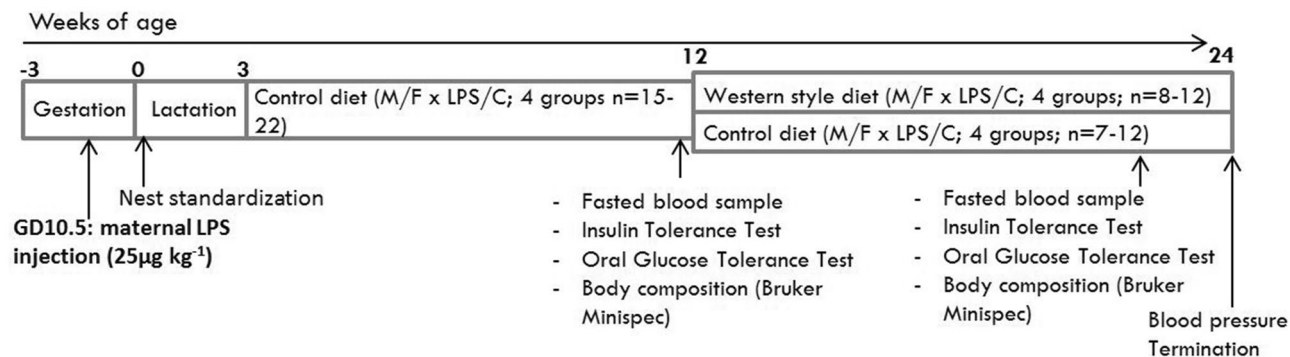 Weeks of age
-3 0 3 12 24
Gestation
Lactation
Control diet (M/F x LPS/C; 4 groups n=15-
22)
Western style diet (M/F x LPS/C; 4 groups; n=8-12)
Control diet (M/F x LPS/C; 4 groups; n=7-12)
Nest standardization
GD10.5: maternal LPS
injection (25µg kg⁻¹)
- Fasted blood sample
- Insulin Tolerance Test
- Oral Glucose Tolerance Test
- Body composition (Bruker
Minispec)
- Fasted blood sample
- Insulin Tolerance Test
- Oral Glucose Tolerance Test
- Body composition (Bruker
Minispec)
Blood pressure
Termination